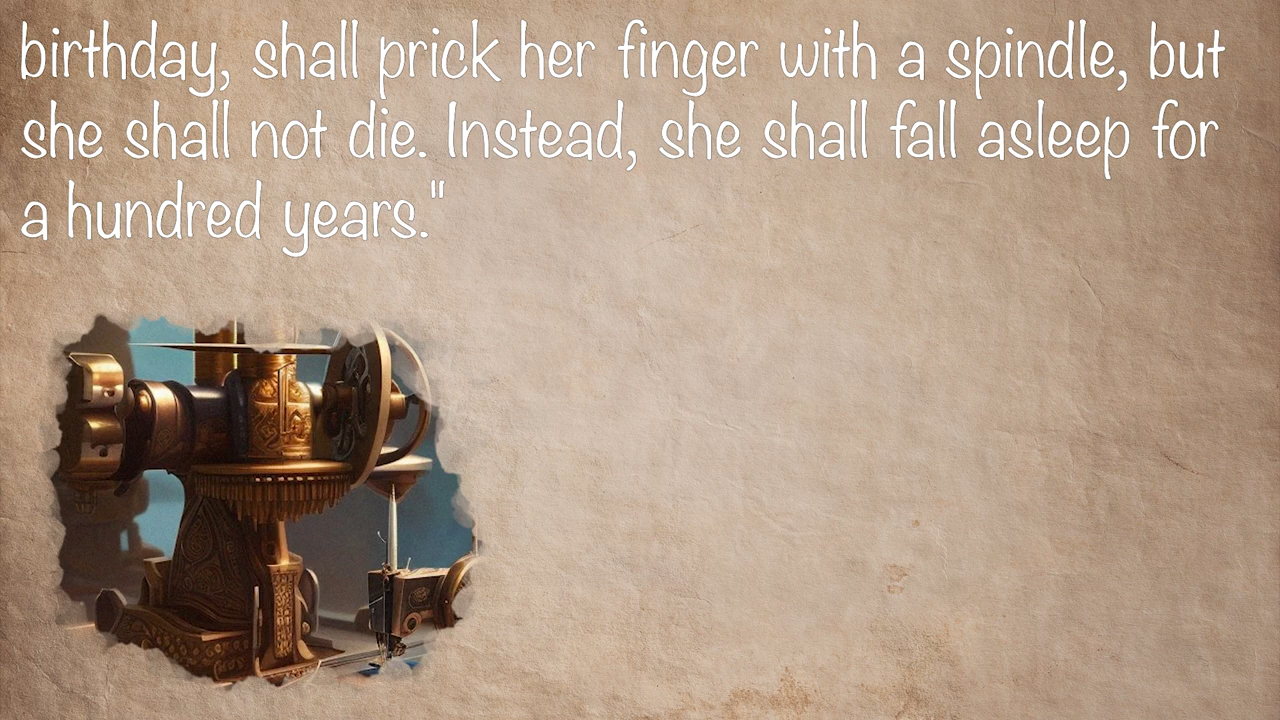 birthday, shall prick her finger with a spindle, but
she shall not die. Instead, she shall fall asleep for
a hundred years."